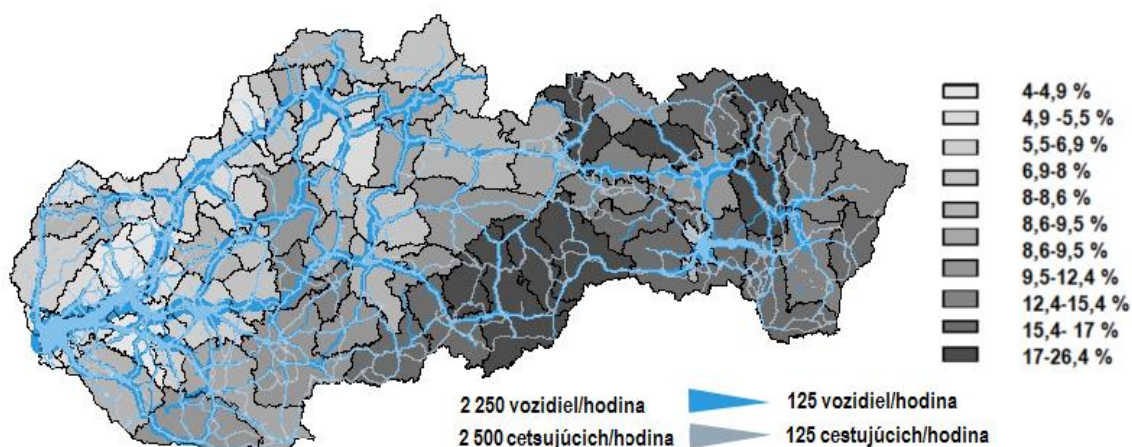 4-4,9 %
4,9 -5,5 %
5,5-6,9 %
6,9-8 %
8-8,6 %
8,6-9,5 %
8,6-9,5 %
9,5-12,4 %
12,4-15,4 %
15,4- 17 %
17-26,4 %
2 250 vozidiel/hodina 125 vozidiel/hodina
2 500 cetsujúcich/hodina 125 cestujúcich/hodina